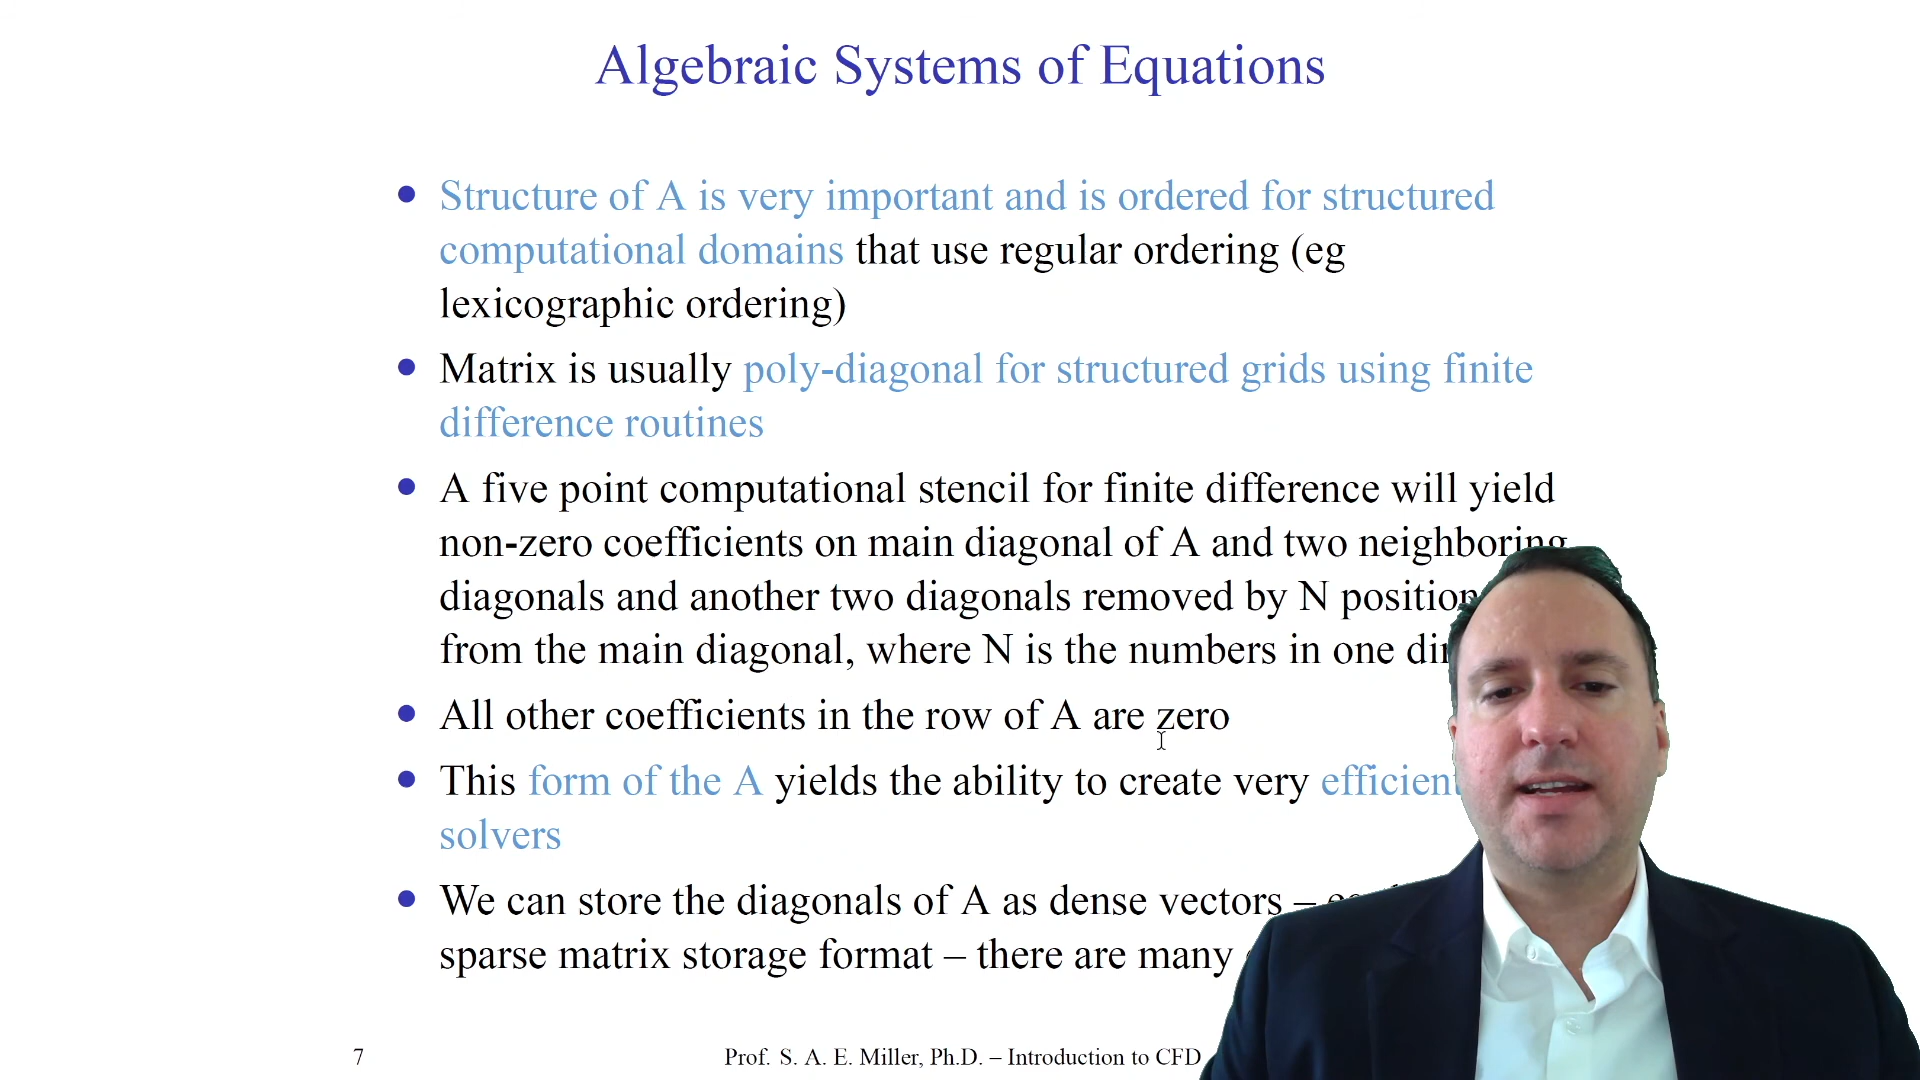 Algebraic Systems of Equations
• Structure of A is very important and is ordered for structured
computational domains that use regular ordering (eg
lexicographic ordering)
• Matrix is usually poly-diagonal for structured grids using finite
difference routines
• A five point computational stencil for finite difference will yield
non-zero coefficients on main diagonal of A and two neighboring
diagonals and another two diagonals removed by N position
from the main diagonal, where N is the numbers in one
• All other coefficients in the row of A are zero
• This form of the A yields the ability to create very efficient
solvers
• We can store the diagonals of A as dense vectors –
sparse matrix storage format – there are many
7
Prof. S. A. E. Miller, Ph.D. – Introduction to CFD